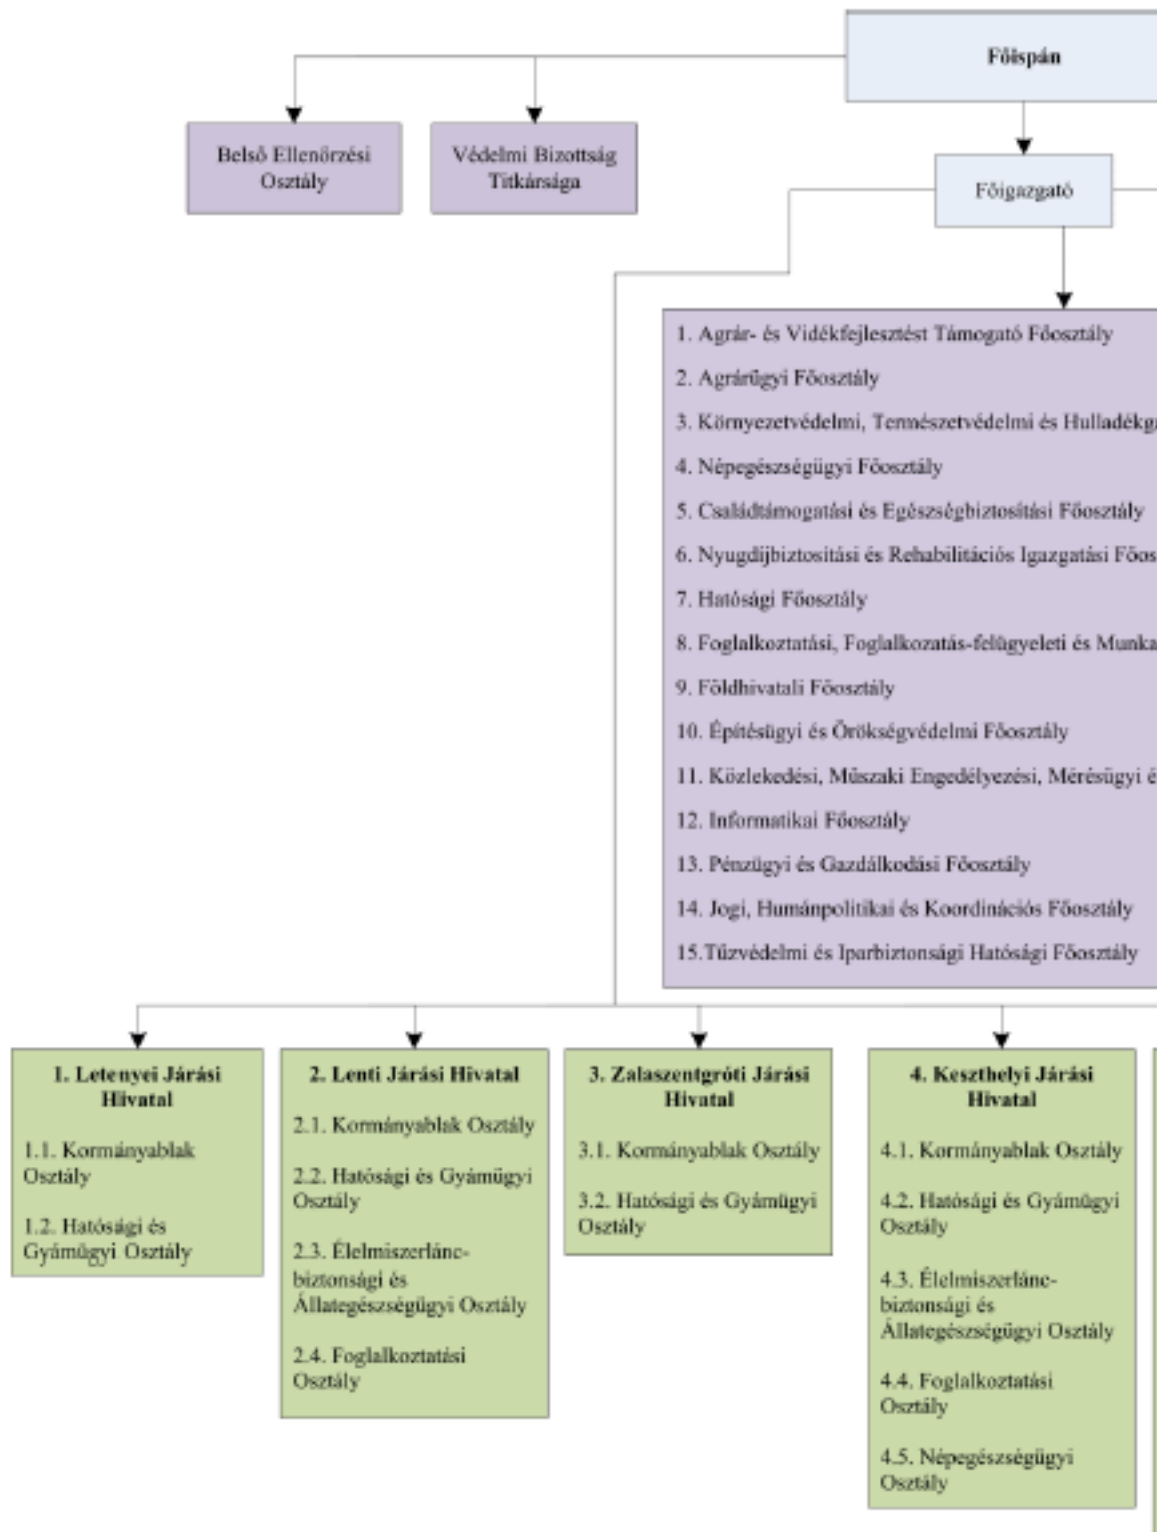 Főispán
Belső Ellenőrzési
Osztály
Védelmi Bizottság
Titkársága
Főigazgató
1. Agrár- és Vidékfejlesztést Támogató Főosztály
2. Agrárügyi Főosztály
3. Környezetvédelmi, Természetvédelmi és Hulladékg
4. Népegészségügyi Főosztály
5. Családtámogatási és Egészségbiztosítási Főosztály
6. Nyugdíjbiztosítási és Rehabilitációs Igazgatási Főos
7. Hatósági Főosztály
8. Foglalkoztatási, Foglalkozatás-felügyeleti és Munka
9. Földhivatali Főosztály
10. Építésügyi és Örökségvédelmi Főosztály
11. Közlekedési, Műszaki Engedélyezési, Mérésügyi é
12. Informatikai Főosztály
13. Pénzügyi és Gazdálkodási Főosztály
14. Jogi, Humánpolitikai és Koordinációs Főosztály
15.Tűzvédelmi és Iparbiztonsági Hatósági Főosztály
1. Letenyei Járási
Hivatal
1.1. Kormányablak
Osztály
1.2. Hatósági és
Gyámügyi Osztály
2. Lenti Járási Hivatal
2.1. Kormányablak Osztály
2.2. Hatósági és Gyámügyi
Osztály
2.3. Élelmiszerlánc-
biztonsági és
Állategészségügyi Osztály
2.4. Foglalkoztatási
Osztály
3. Zalaszentgróti Járási
Hivatal
3.1. Kormányablak Osztály
3.2. Hatósági és Gyámügyi
Osztály
4. Keszthelyi Járási
Hivatal
4.1. Kormányablak Osztály
4.2. Hatósági és Gyámügyi
Osztály
4.3. Élelmiszerlánc-
biztonsági és
Állategészségügyi Osztály
4.4. Foglalkoztatási
Osztály
4.5. Népegészségügyi
Osztály